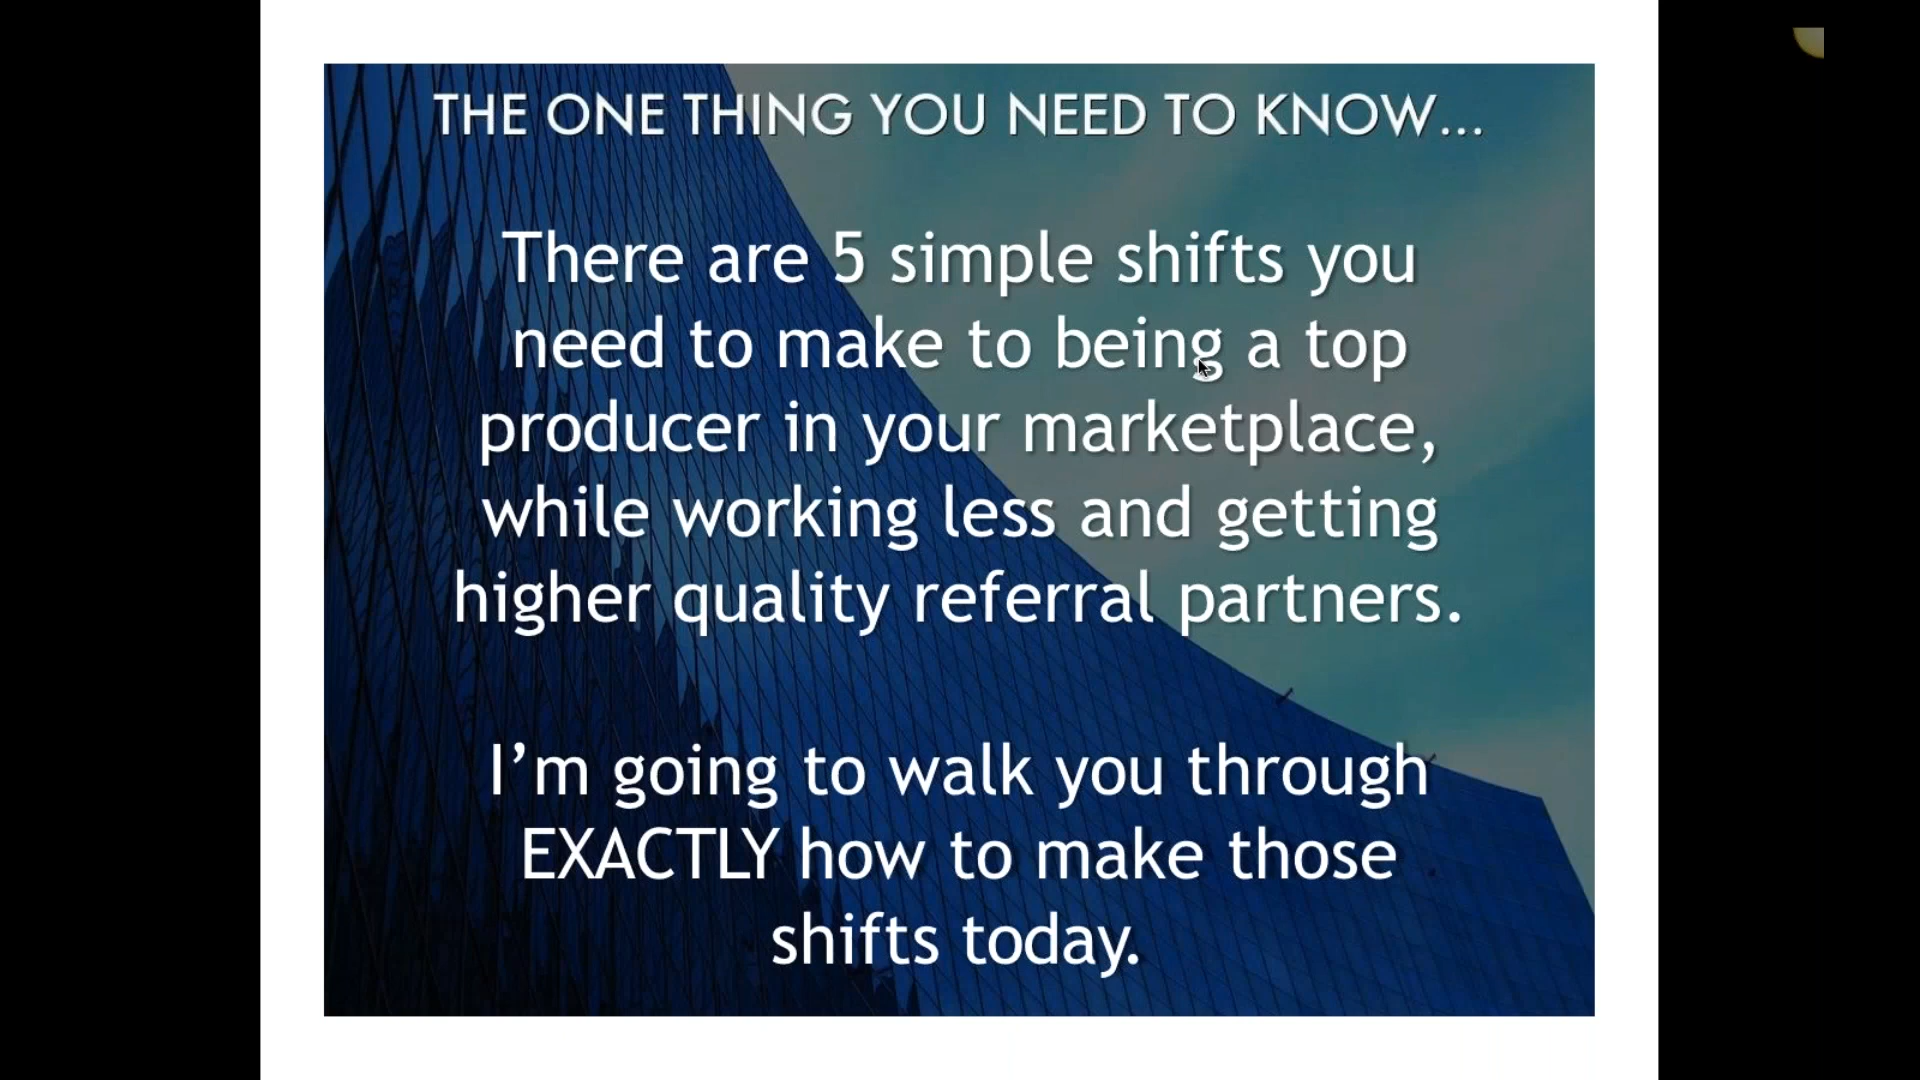 THE ONE THING YOU NEED TO KNOW...
There are 5 simple shifts you
need to make to being a top
producer in your marketplace,
while working less and getting
higher quality referral partners.
I’m going to walk you through
EXACTLY how to make those
shifts today.